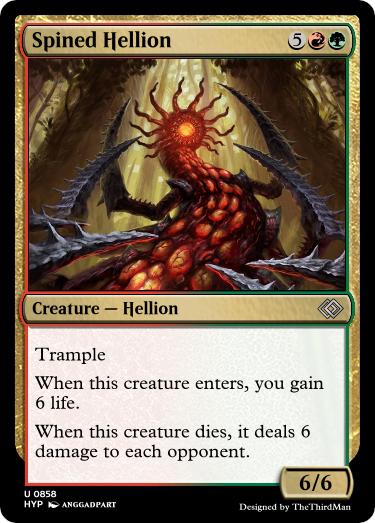 Spined Hellion 5
Creature — Hellion
Trample
When this creature enters, you gain
6 life.
When this creature dies, it deals 6
damage to each opponent.
6/6
U 0858
HYP ANGGADPART
Designed by TheThirdMan